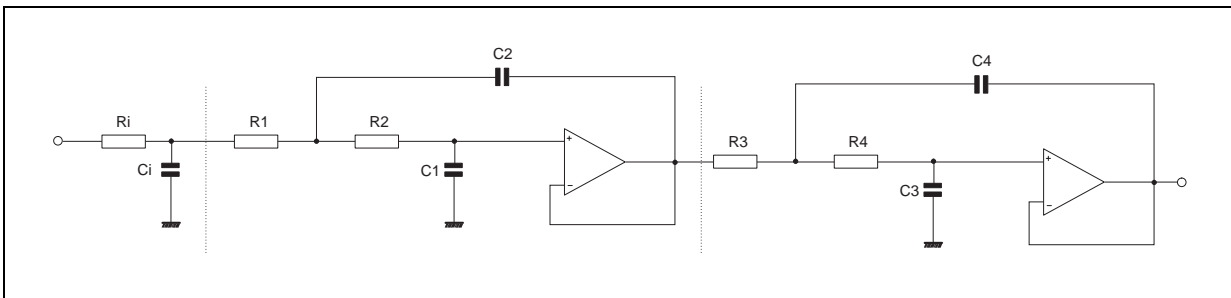 C2
C4
Ri
R1
R2
R3
R4
Ci
C1
C3
+
−
+
−